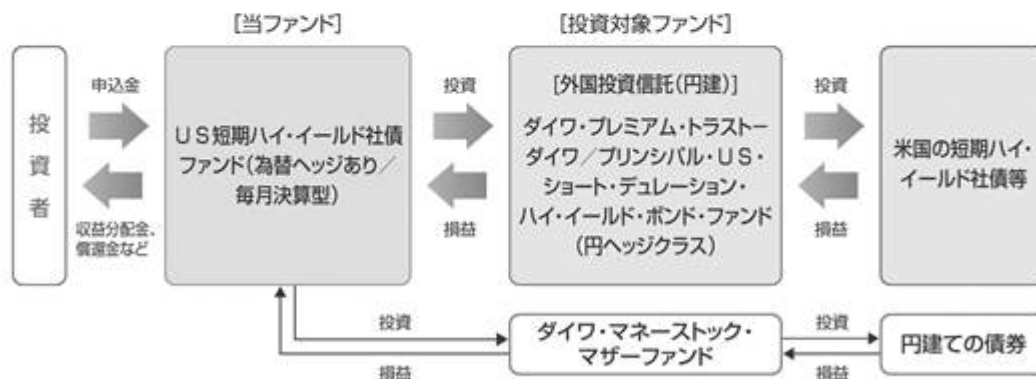 [当ファンド]
[投資対象ファンド]
投資者
申込金
収益分配金、
償還金など
US短期ハイ・イールド社債
ファンド(為替ヘッジあり/
毎月決算型)
投資
損益
[外国投資信託(円建)]
ダイワ・プレミアム・トラスト−
ダイワ/プリンシパル・US・
ショート・デュレーション・
ハイ・イールド・ボンド・ファンド
(円ヘッジクラス)
投資
損益
米国の短期ハイ・
イールド社債等
投資
損益
ダイワ・マネーストック・
マザーファンド
投資
損益
円建ての債券